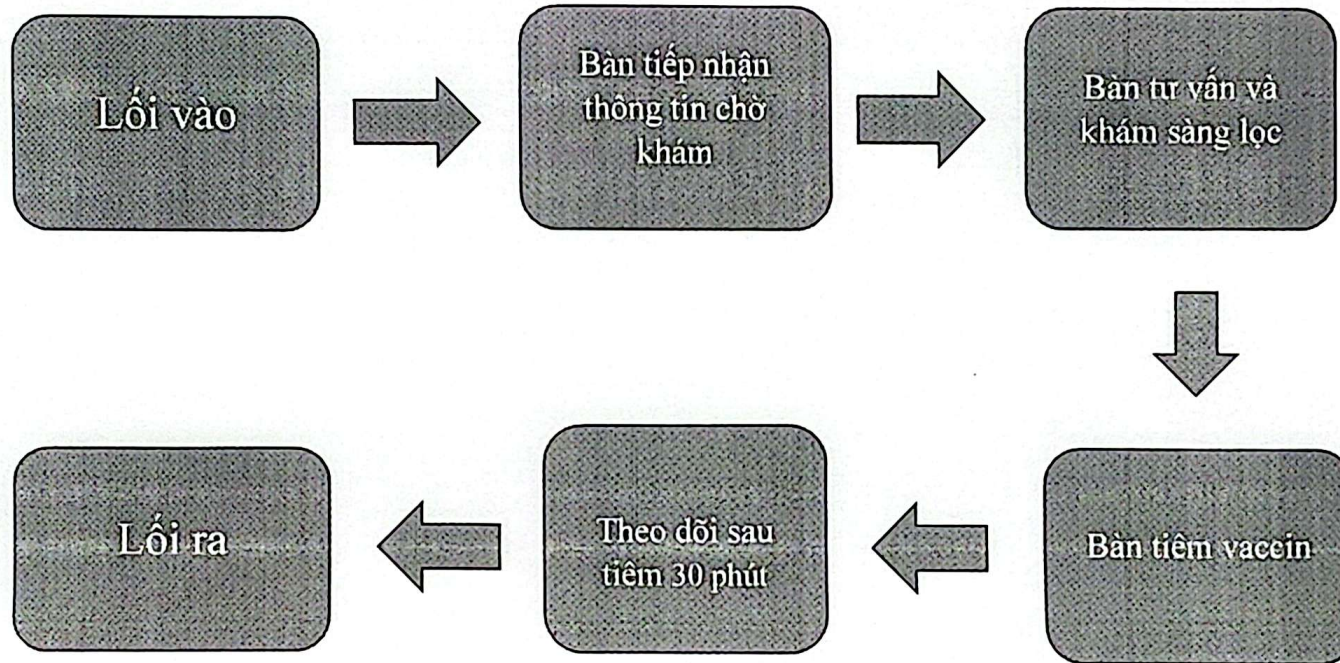 Lối vào
Bàn tiếp nhận
thông tin chờ
khám
Bàn tư vấn và
khám sàng lọc
Bàn tiêm vaccin
Theo dõi sau
tiêm 30 phút
Lối ra